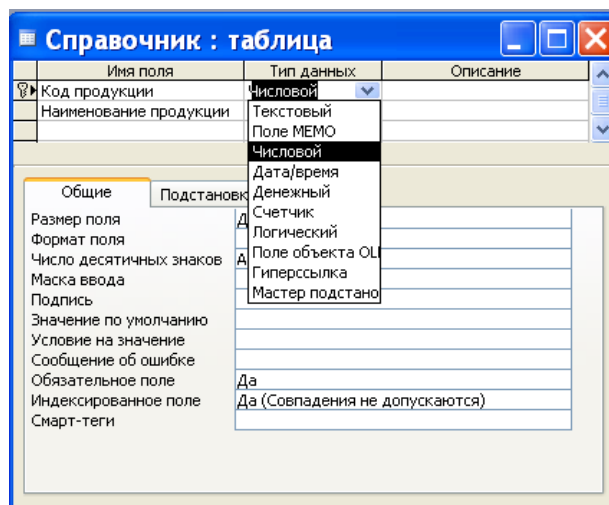 Справочник : таблица
Имя поля Тип данных Описание
Код продукции Числовой
Наименование продукции Текстовый
Поле МЕМО
Числовой
Дата/время
Денежный
Счетчик
Логический
Поле объекта OL
Гиперссылка
Мастер подстано
Общие Подстановк
Размер поля Д
Формат поля
Число десятичных знаков А
Маска ввода
Подпись
Значение по умолчанию
Условие на значение
Сообщение об ошибке
Обязательное поле Да
Индексированное поле Да (Совпадения не допускаются)
Смарт-теги